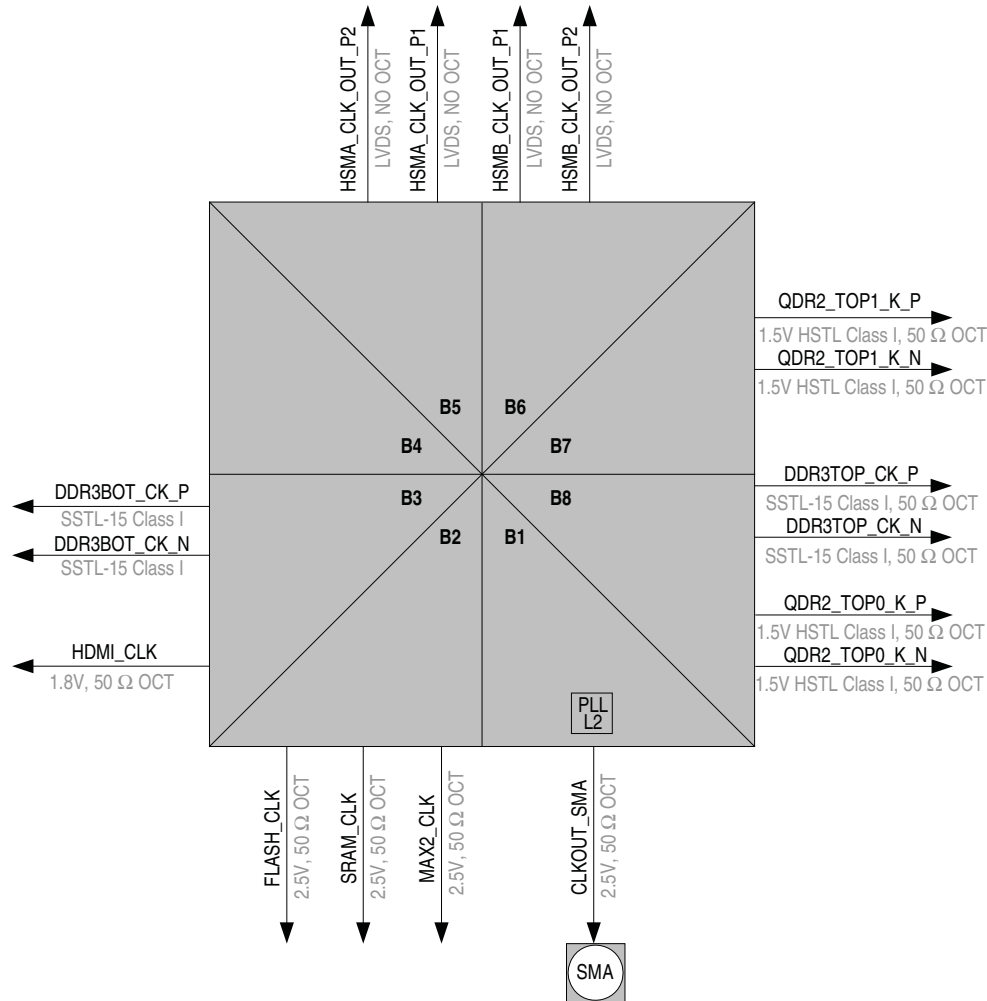 HSMA_CLK_OUT_P2
LVDS, NO OCT
HSMA_CLK_OUT_P1
LVDS, NO OCT
HSMB_CLK_OUT_P1
LVDS, NO OCT
HSMB_CLK_OUT_P2
LVDS, NO OCT
QDR2_TOP1_K_P
1.5V HSTL Class I, 50 Ω OCT
QDR2_TOP1_K_N
1.5V HSTL Class I, 50 Ω OCT
B5
B6
B4
B7
DDR3BOT_CK_P
SSTL-15 Class I
DDR3BOT_CK_N
SSTL-15 Class I
B3
B8
B2
B1
DDR3TOP_CK_P
SSTL-15 Class I, 50 Ω OCT
DDR3TOP_CK_N
SSTL-15 Class I, 50 Ω OCT
QDR2_TOP0_K_P
1.5V HSTL Class I, 50 Ω OCT
QDR2_TOP0_K_N
1.5V HSTL Class I, 50 Ω OCT
HDMI_CLK
1.8V, 50 Ω OCT
PLL
L2
FLASH_CLK
2.5V, 50 Ω OCT
SRAM_CLK
2.5V, 50 Ω OCT
MAX2_CLK
2.5V, 50 Ω OCT
CLKOUT_SMA
2.5V, 50 Ω OCT
SMA